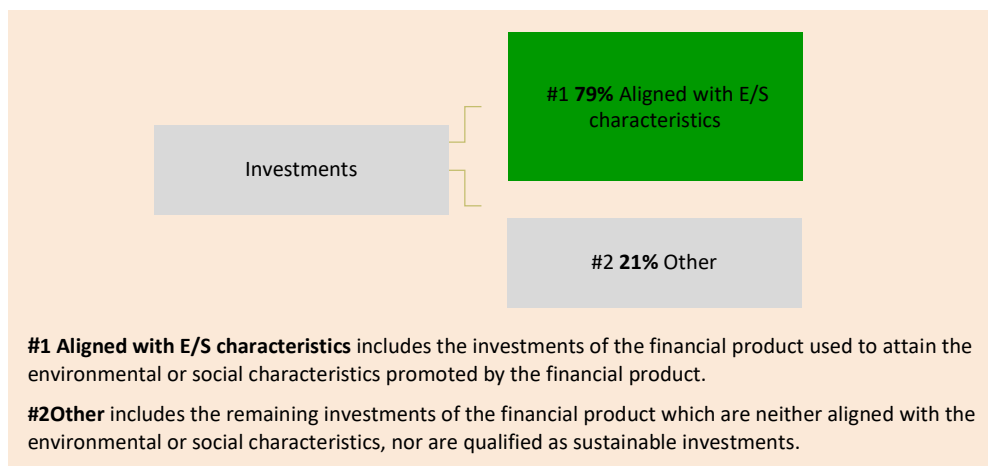 #1 79% Aligned with E/S
characteristics
Investments
#2 21% Other
#1 Aligned with E/S characteristics includes the investments of the financial product used to attain the
environmental or social characteristics promoted by the financial product.
#2Other includes the remaining investments of the financial product which are neither aligned with the
environmental or social characteristics, nor are qualified as sustainable investments.